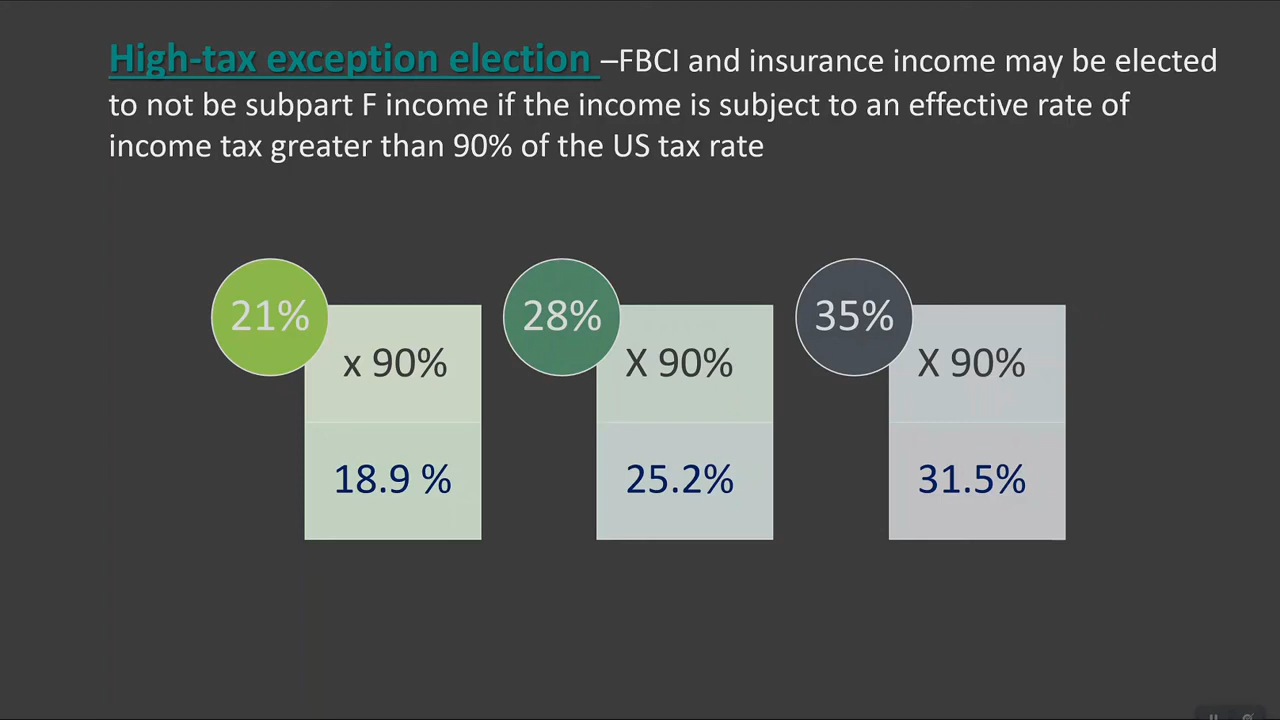 High-tax exception election –FBCI and insurance income may be elected
to not be subpart F income if the income is subject to an effective rate of
income tax greater than 90% of the US tax rate
21%
x 90%
18.9 %
28%
X 90%
25.2%
35%
X 90%
31.5%